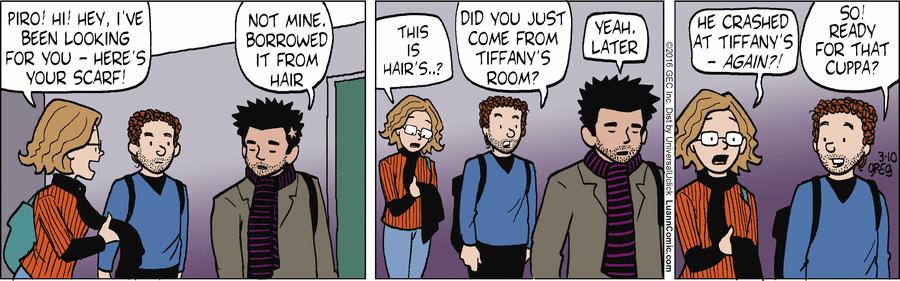 PIRO! HI! HEY, I'VE
BEEN LOOKING
FOR YOU – HERE'S
YOUR SCARF!
NOT MINE.
BORROWED
IT FROM
HAIR
THIS
IS
HAIR'S..?
DID YOU JUST
COME FROM
TIFFANY'S
ROOM?
YEAH.
LATER
©2016 GEC Inc. Dist by UniversalUclick LuannComic.com
HE CRASHED
AT TIFFANY'S
– AGAIN?!
SO!
READY
FOR THAT
CUPPA?
3-10
GREG